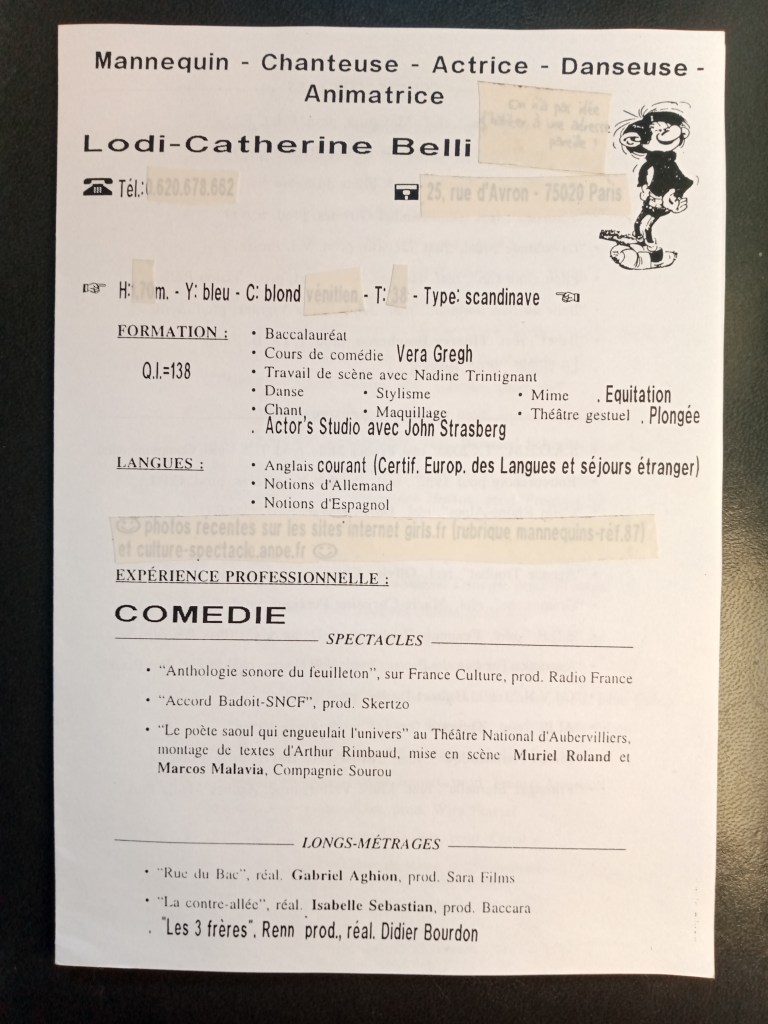 Mannequin - Chanteuse - Actrice - Danseuse -
Animatrice
Lodi-Catherine Belli
Tél.: .620.678.662
25, rue d'Avron - 75020 Paris
H: 1.70 m. - Y: bleu - C: blond vénitien - T: 38 - Type: scandinave
FORMATION :
• Baccalauréat
• Cours de comédie Vera Gregh
Q.I.=138
• Travail de scène avec Nadine Trintignant
• Danse • Stylisme • Mime . Equitation
• Chant • Maquillage • Théâtre gestuel . Plongée
. Actor's Studio avec John Strasberg
LANGUES :
• Anglais courant (Certif. Europ. des Langues et séjours étranger)
• Notions d'Allemand
• Notions d'Espagnol
photos récentes sur les sites internet girls.fr (rubrique mannequins-réf.87)
et culture-spectacle.anpe.fr
EXPÉRIENCE PROFESSIONNELLE :
COMEDIE
SPECTACLES
• "Anthologie sonore du feuilleton", sur France Culture, prod. Radio France
• "Accord Badoit-SNCF", prod. Skertzo
• "Le poète saoul qui engueulait l'univers" au Théâtre National d'Aubervilliers,
montage de textes d'Arthur Rimbaud, mise en scène Muriel Roland et
Marcos Malavia, Compagnie Sourou
LONGS-MÉTRAGES
• "Rue du Bac", réal. Gabriel Aghion, prod. Sara Films
• "La contre-allée", réal. Isabelle Sebastian, prod. Baccara
. "Les 3 frères", Renn prod., réal. Didier Bourdon